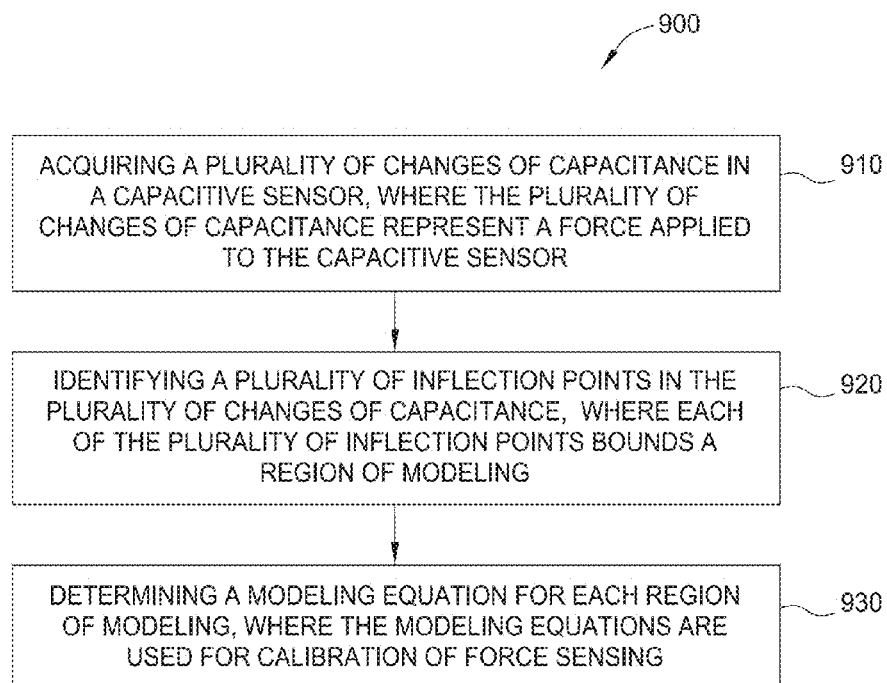 900
ACQUIRING A PLURALITY OF CHANGES OF CAPACITANCE IN
A CAPACITIVE SENSOR, WHERE THE PLURALITY OF
CHANGES OF CAPACITANCE REPRESENT A FORCE APPLIED
TO THE CAPACITIVE SENSOR
910
IDENTIFYING A PLURALITY OF INFLECTION POINTS IN THE
PLURALITY OF CHANGES OF CAPACITANCE, WHERE EACH
OF THE PLURALITY OF INFLECTION POINTS BOUNDS A
REGION OF MODELING
920
DETERMINING A MODELING EQUATION FOR EACH REGION
OF MODELING, WHERE THE MODELING EQUATIONS ARE
USED FOR CALIBRATION OF FORCE SENSING
930